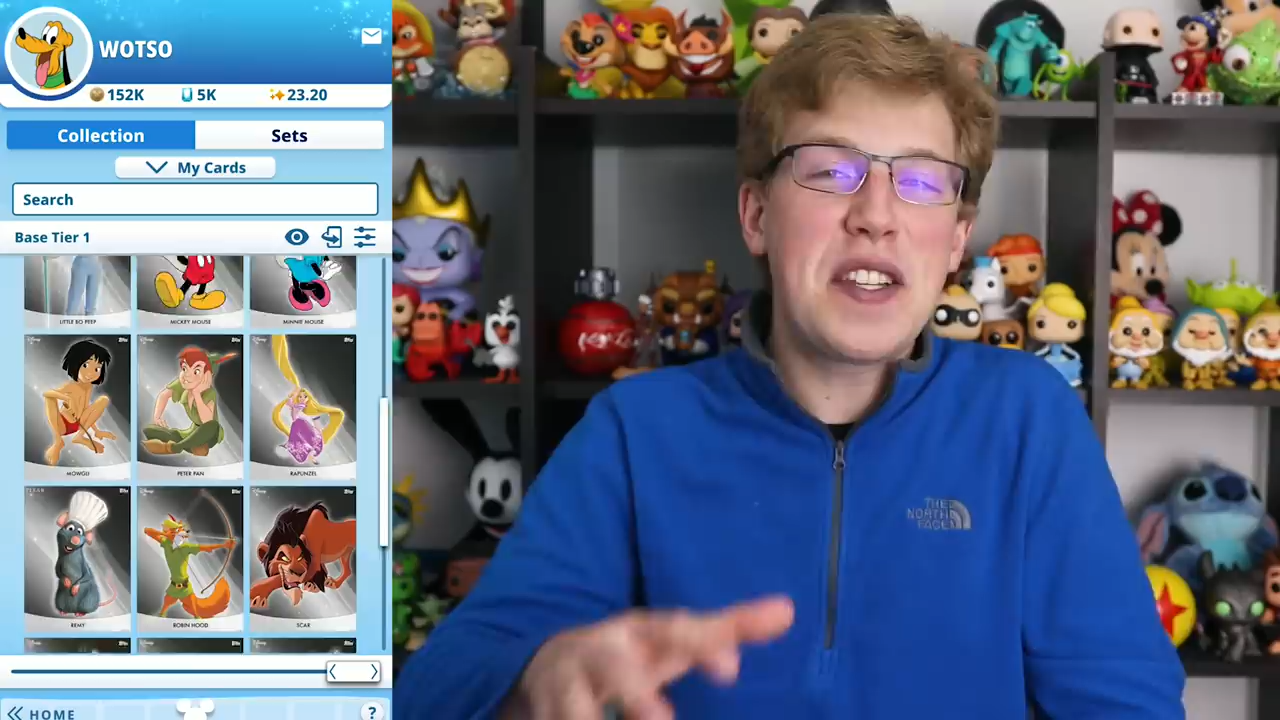 WOTSO
152K
5K
23.20
Collection
Sets
My Cards
Search
Base Tier 1
LITTLE BO PEEP
MICKEY MOUSE
MINNIE MOUSE
MOWGLI
PETER PAN
RAPUNZEL
REMY
ROBIN HOOD
SCAR
HOME
?
THE
NORTH
FACE